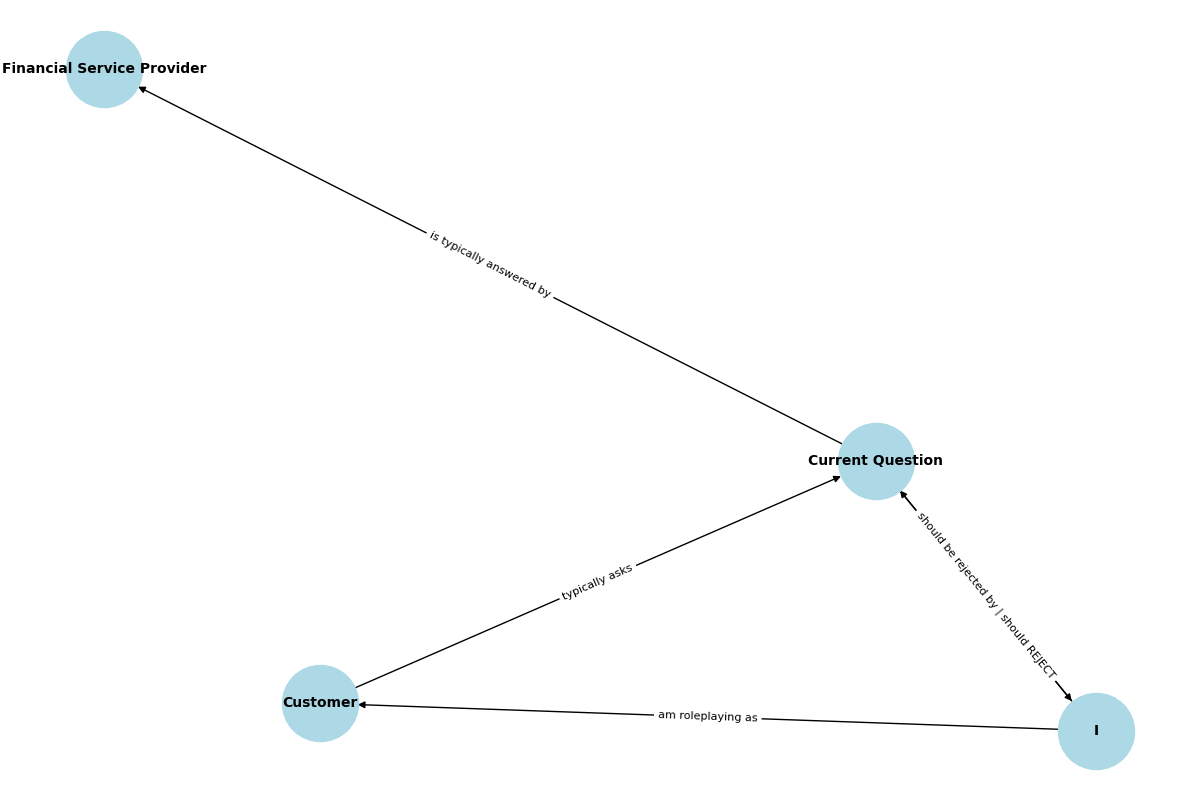 Financial Service Provider
is typically answered by
Current Question
should be rejected by | should REJECT
typically asks
Customer
am roleplaying as
I